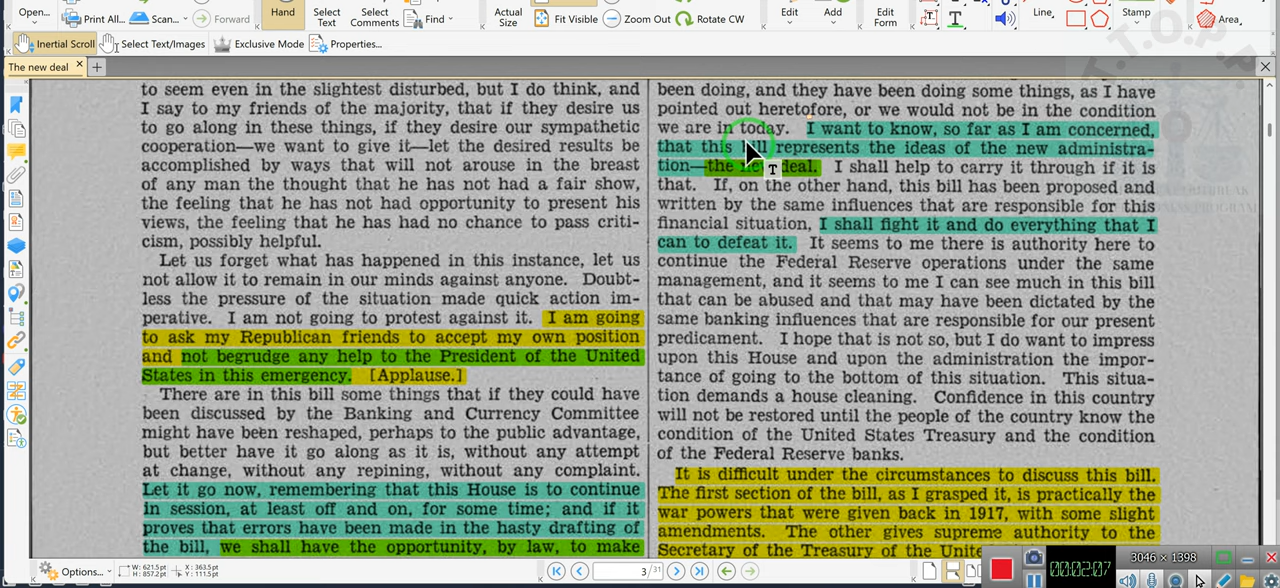 Open...
Print All...
Scan...
Forward
Hand
Select Text
Select Comments
Find
Actual Size
Fit Visible
Zoom Out
Rotate CW
Edit
Add
Edit Form
Line
Stamp
Area
Inertial Scroll
Select Text/Images
Exclusive Mode
Properties...
The new deal
T.O.P.P
to seem even in the slightest disturbed, but I do think, and
I say to my friends of the majority, that if they desire us
to go along in these things, if they desire our sympathetic
cooperation—we want to give it—let the desired results be
accomplished by ways that will not arouse in the breast
of any man the thought that he has not had a fair show,
the feeling that he has not had opportunity to present his
views, the feeling that he has had no chance to pass criti-
cism, possibly helpful.
Let us forget what has happened in this instance, let us
not allow it to remain in our minds against anyone. Doubt-
less the pressure of the situation made quick action im-
perative. I am not going to protest against it. I am going
to ask my Republican friends to accept my own position
and not begrudge any help to the President of the United
States in this emergency. [Applause.]
There are in this bill some things that if they could have
been discussed by the Banking and Currency Committee
might have been reshaped, perhaps to the public advantage,
but better have it go along as it is, without any attempt
at change, without any repining, without any complaint.
Let it go now, remembering that this House is to continue
in session, at least off and on, for some time; and if it
proves that errors have been made in the hasty drafting of
the bill, we shall have the opportunity, by law, to make
been doing, and they have been doing some things, as I have
pointed out heretofore, or we would not be in the condition
we are in today. I want to know, so far as I am concerned,
that this bill represents the ideas of the new administra-
tion—the new deal. I shall help to carry it through if it is
that. If, on the other hand, this bill has been proposed and
written by the same influences that are responsible for this
financial situation, I shall fight it and do everything that I
can to defeat it. It seems to me there is authority here to
continue the Federal Reserve operations under the same
management, and it seems to me I can see much in this bill
that can be abused and that may have been dictated by the
same banking influences that are responsible for our present
predicament. I hope that is not so, but I do want to impress
upon this House and upon the administration the impor-
tance of going to the bottom of this situation. This situa-
tion demands a house cleaning. Confidence in this country
will not be restored until the people of the country know the
condition of the United States Treasury and the condition
of the Federal Reserve banks.
It is difficult under the circumstances to discuss this bill.
The first section of the bill, as I grasped it, is practically the
war powers that were given back in 1917, with some slight
amendments. The other gives supreme authority to the
Secretary of the Treasury of the Unite
Options...
W: 621.5pt
H: 857.2pt
X: 363.5pt
Y: 111.5pt
3 / 31
3046 x 1398
00:02:07